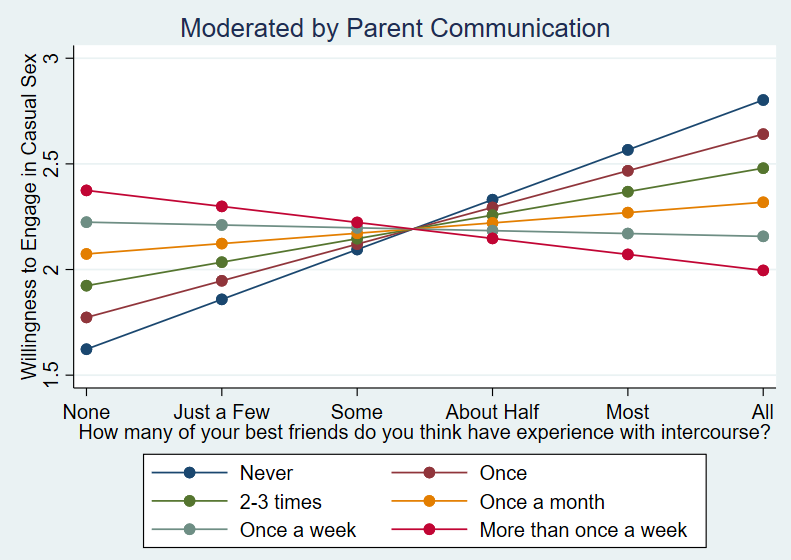 Moderated by Parent Communication
Willingness to Engage in Casual Sex
3
2.5
2
1.5
None Just a Few Some About Half Most All
How many of your best friends do you think have experience with intercourse?
Never Once
2-3 times Once a month
Once a week More than once a week